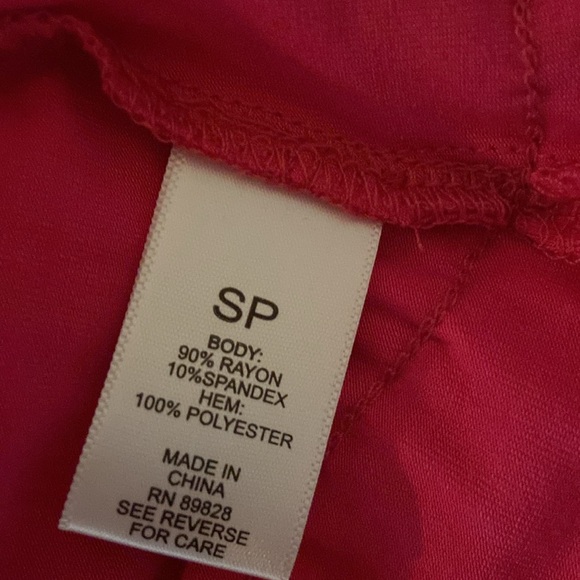 SP
BODY:
90% RAYON
10%SPANDEX
HEM:
100% POLYESTER
MADE IN
CHINA
RN 89828
SEE REVERSE
FOR CARE